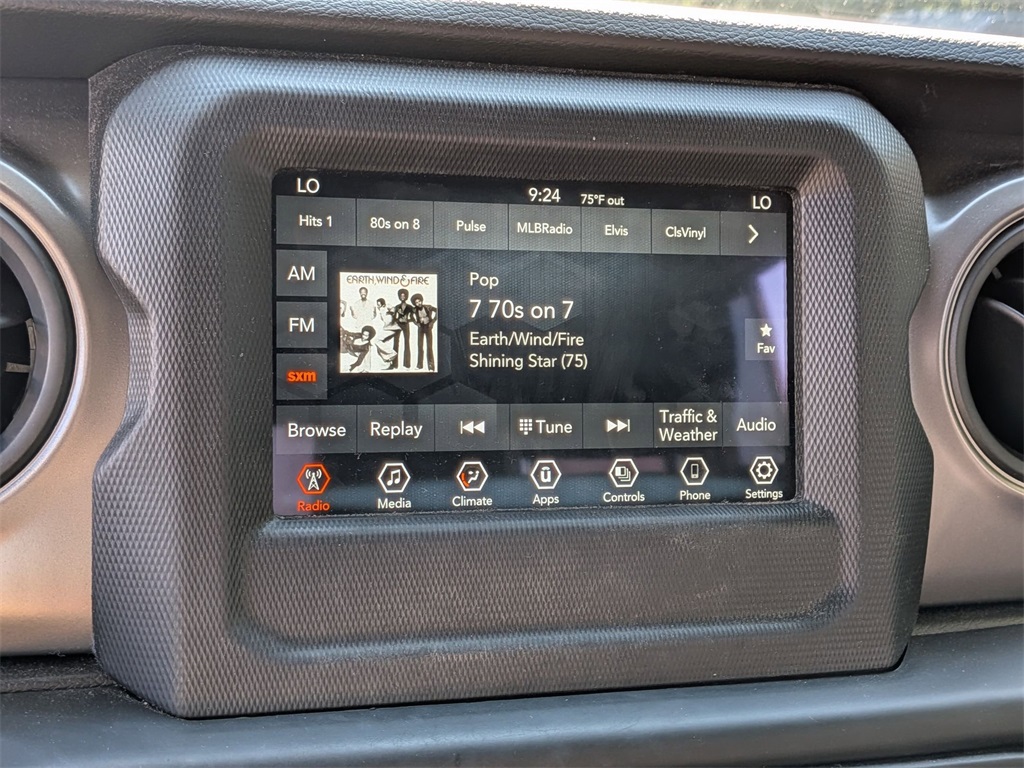 LO 9:24 75°F out LO
Hits 1 80s on 8 Pulse MLBRadio Elvis ClsVinyl
AM
FM
sxm
EARTH, WIND & FIRE
Pop
7 70s on 7
Earth/Wind/Fire
Shining Star (75)
Fav
Browse Replay Tune Traffic &
Weather Audio
Radio Media Climate Apps Controls Phone Settings